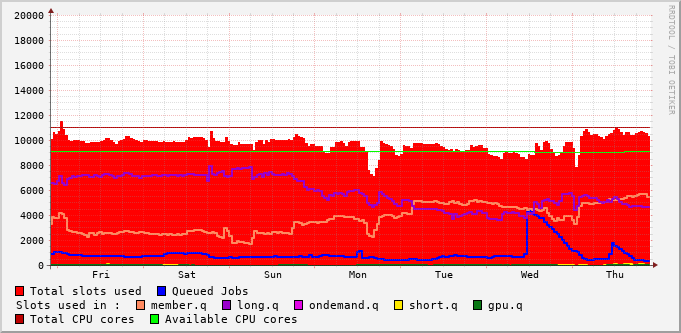 RRDTOOL / TOBI OETIKER
20000
18000
16000
14000
12000
10000
8000
6000
4000
2000
0
Fri Sat Sun Mon Tue Wed Thu
Total slots used Queued Jobs
Slots used in : member.q long.q ondemand.q short.q gpu.q
Total CPU cores Available CPU cores